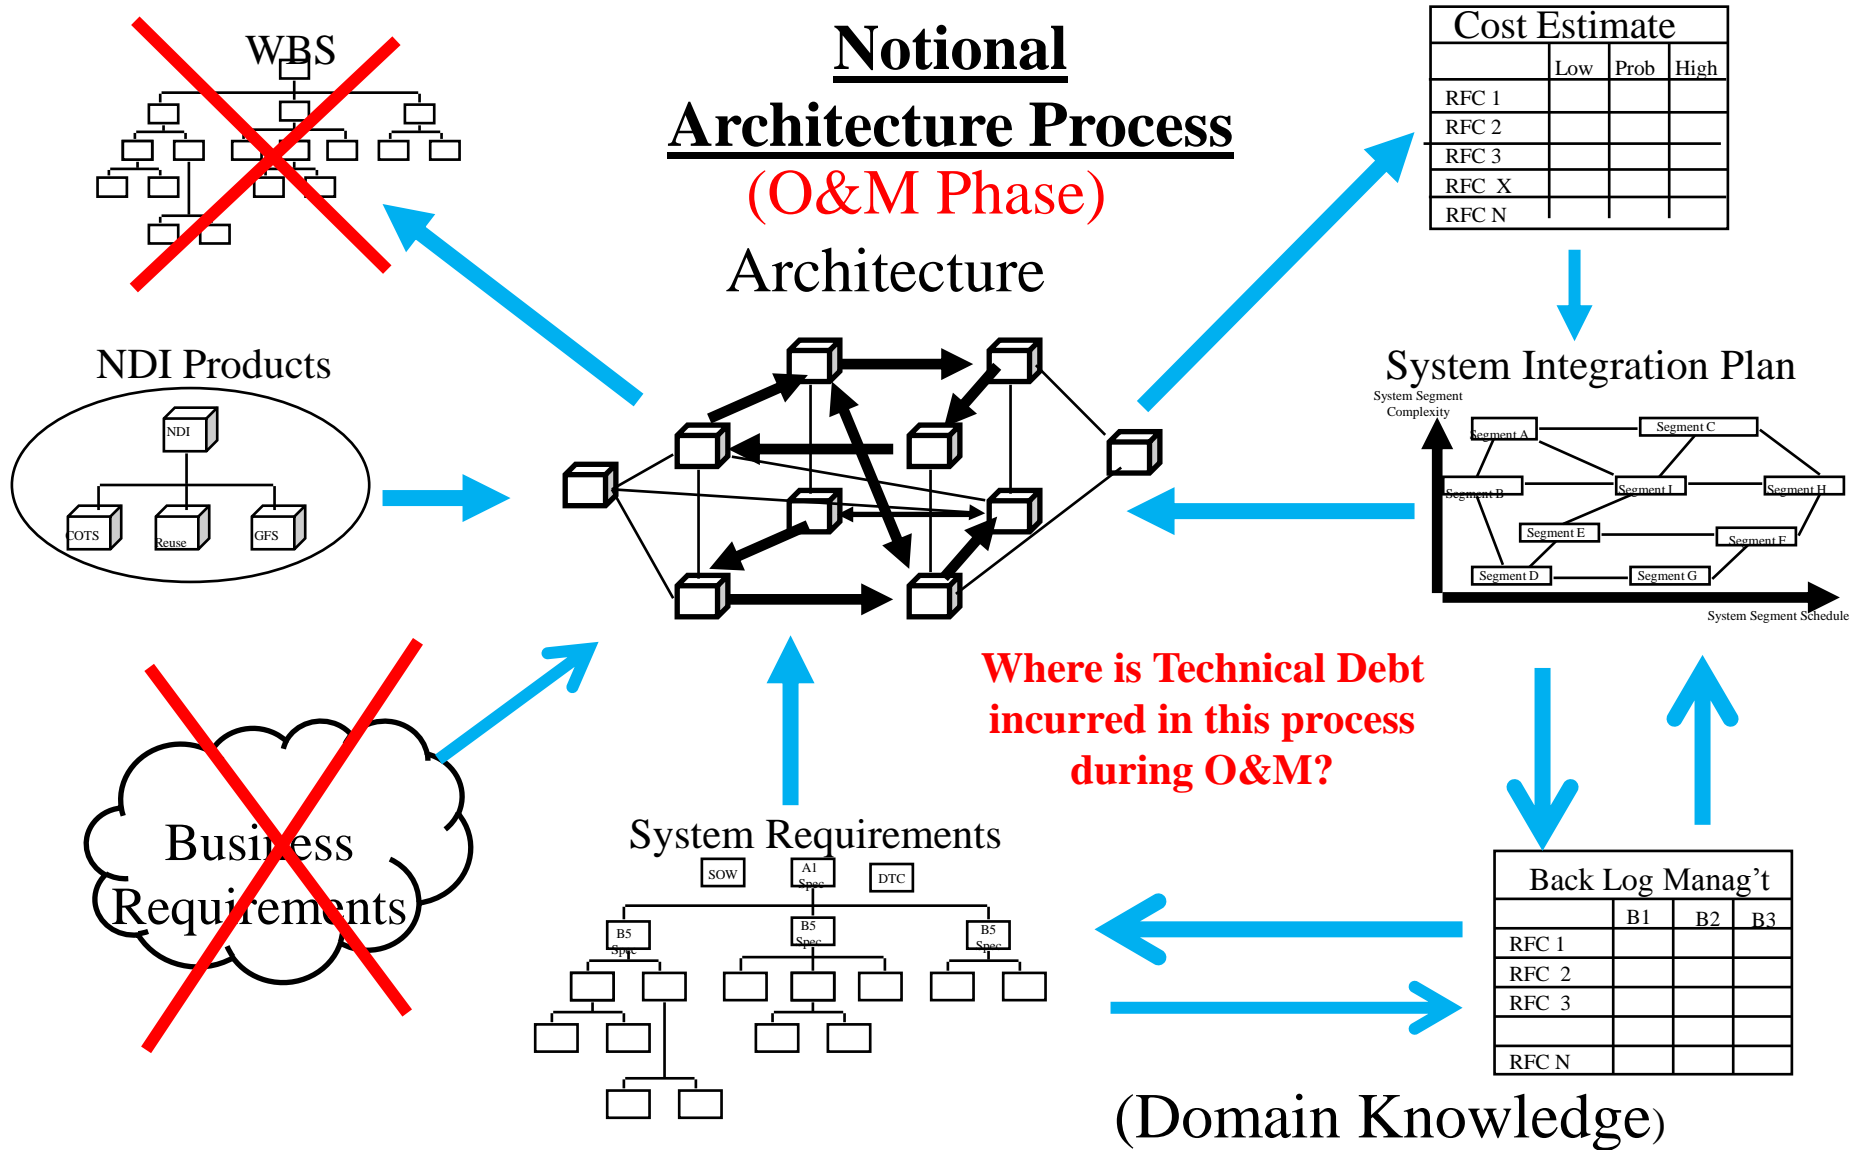 WBS
Notional
Architecture Process
(O&M Phase)
Architecture
Cost Estimate
Low Prob High
RFC 1
RFC 2
RFC 3
RFC X
RFC N
NDI Products
NDI
COTS
Reuse
GFS
System Integration Plan
System Segment
Complexity
Segment A
Segment C
Segment B
Segment I
Segment H
Segment E
Segment F
Segment D
Segment G
System Segment Schedule
Where is Technical Debt
incurred in this process
during O&M?
Business
Requirements
System Requirements
SOW
A1
Spec
DTC
B5
Spec
B5
Spec
B5
Spec
Back Log Manag't
B1 B2 B3
RFC 1
RFC 2
RFC 3
RFC N
(Domain Knowledge)